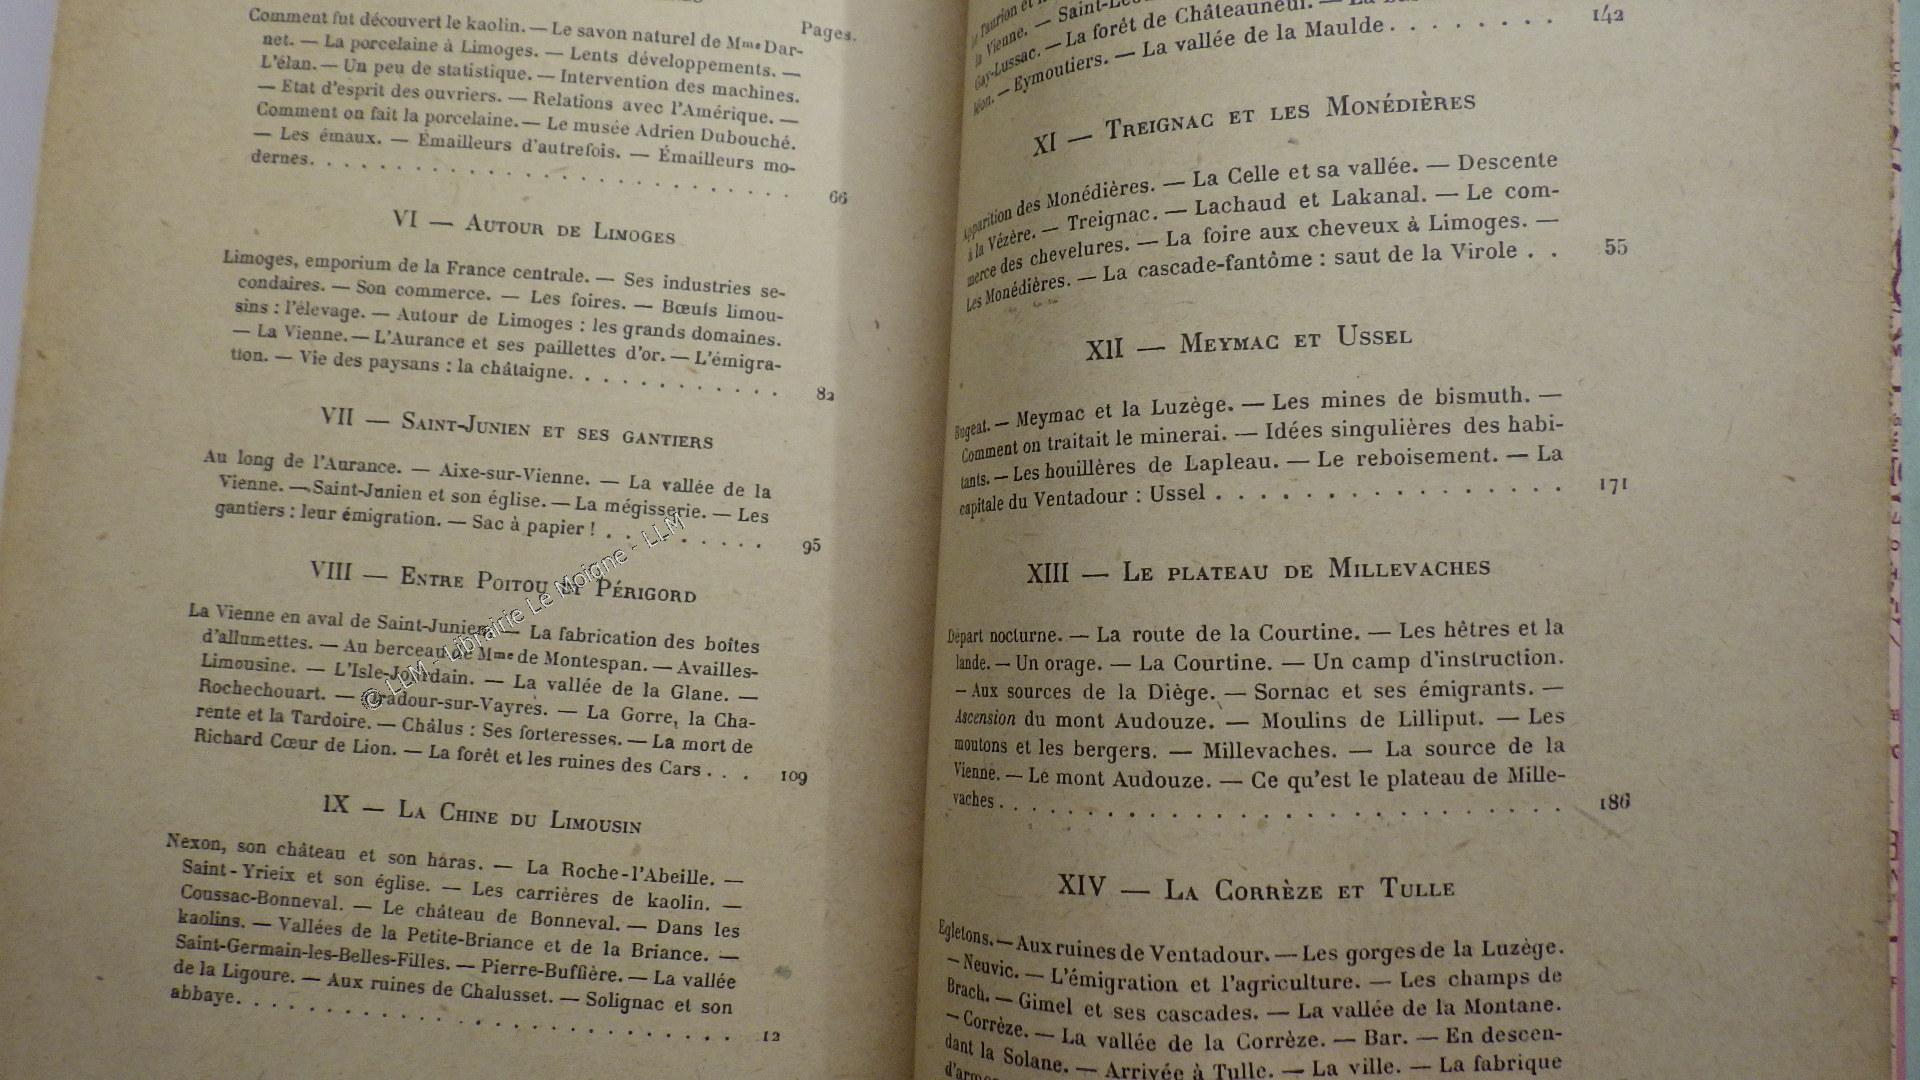 Pages.
Comment fut découvert le kaolin. — Le savon naturel de Mme Dar-
net. — La porcelaine à Limoges. — Lents développements. —
L'élan. — Un peu de statistique. — Intervention des machines.
— Etat d'esprit des ouvriers. — Relations avec l'Amérique. —
Comment on fait la porcelaine. — Le musée Adrien Dubouché.
— Les émaux. — Émailleurs d'autrefois. — Émailleurs mo-
dernes. . . . . . . . . . . . . . . . . . . . . . . . . . 66
VI — Autour de Limoges
Limoges, emporium de la France centrale. — Ses industries se-
condaires. — Son commerce. — Les foires. — Bœufs limou-
sins : l'élevage. — Autour de Limoges : les grands domaines.
— La Vienne. — L'Aurance et ses paillettes d'or. — L'émigra-
tion. — Vie des paysans : la châtaigne. . . . . . . . . . . . 82
VII — Saint-Junien et ses gantiers
Au long de l'Aurance. — Aixe-sur-Vienne. — La vallée de la
Vienne. — Saint-Junien et son église. — La mégisserie. — Les
gantiers : leur émigration. — Sac à papier ! . . . . . . . . . 95
VIII — Entre Poitou et Périgord
La Vienne en aval de Saint-Junien. — La fabrication des boîtes
d'allumettes. — Au berceau de Mme de Montespan. — Availles-
Limousine. — L'Isle-Jourdain. — La vallée de la Glane. —
Rochechouart. — Oradour-sur-Vayres. — La Gorre, la Cha-
rente et la Tardoire. — Châlus : Ses forteresses. — La mort de
Richard Cœur de Lion. — La forêt et les ruines des Cars . . . 109
IX — La Chine du Limousin
Nexon, son château et son haras. — La Roche-l'Abeille. —
Saint-Yrieix et son église. — Les carrières de kaolin. —
Coussac-Bonneval. — Le château de Bonneval. — Dans les
kaolins. — Vallées de la Petite-Briance et de la Briance. —
Saint-Germain-les-Belles-Filles. — Pierre-Buffière. — La vallée
de la Ligoure. — Aux ruines de Chalusset. — Solignac et son
abbaye. . . . . . . . . . . . . . . . . . . . . . . . . . . 12
© LLM - Librairie Le Moigne - LLM
le Taurion et
la Vienne. — Saint-
Gay-Lussac. — La forêt de Châteauneuf. — La
Eymoutiers. — La vallée de la Maulde. . . . . . . . 142
XI — Treignac et les Monédières
Apparition des Monédières. — La Celle et sa vallée. — Descente
à la Vézère. — Treignac. — Lachaud et Lakanal. — Le com-
merce des chevelures. — La foire aux cheveux à Limoges. —
Les Monédières. — La cascade-fantôme : saut de la Virole . . 55
XII — Meymac et Ussel
Bugeat. — Meymac et la Luzège. — Les mines de bismuth. —
Comment on traitait le minerai. — Idées singulières des habi-
tants. — Les houillères de Lapleau. — Le reboisement. — La
capitale du Ventadour : Ussel . . . . . . . . . . . . . . . . 171
XIII — Le plateau de Millevaches
Départ nocturne. — La route de la Courtine. — Les hêtres et la
lande. — Un orage. — La Courtine. — Un camp d'instruction.
— Aux sources de la Diège. — Sornac et ses émigrants. —
Ascension du mont Audouze. — Moulins de Lilliput. — Les
moutons et les bergers. — Millevaches. — La source de la
Vienne. — Le mont Audouze. — Ce qu'est le plateau de Mille-
vaches . . . . . . . . . . . . . . . . . . . . . . . . . . 186
XIV — La Corrèze et Tulle
Egletons. — Aux ruines de Ventadour. — Les gorges de la Luzège.
— Neuvic. — L'émigration et l'agriculture. — Les champs de
Brach. — Gimel et ses cascades. — La vallée de la Montane.
— Corrèze. — La vallée de la Corrèze. — Bar. — En descen-
dant la Solane. — Arrivée à Tulle. — La ville. — La fabrique